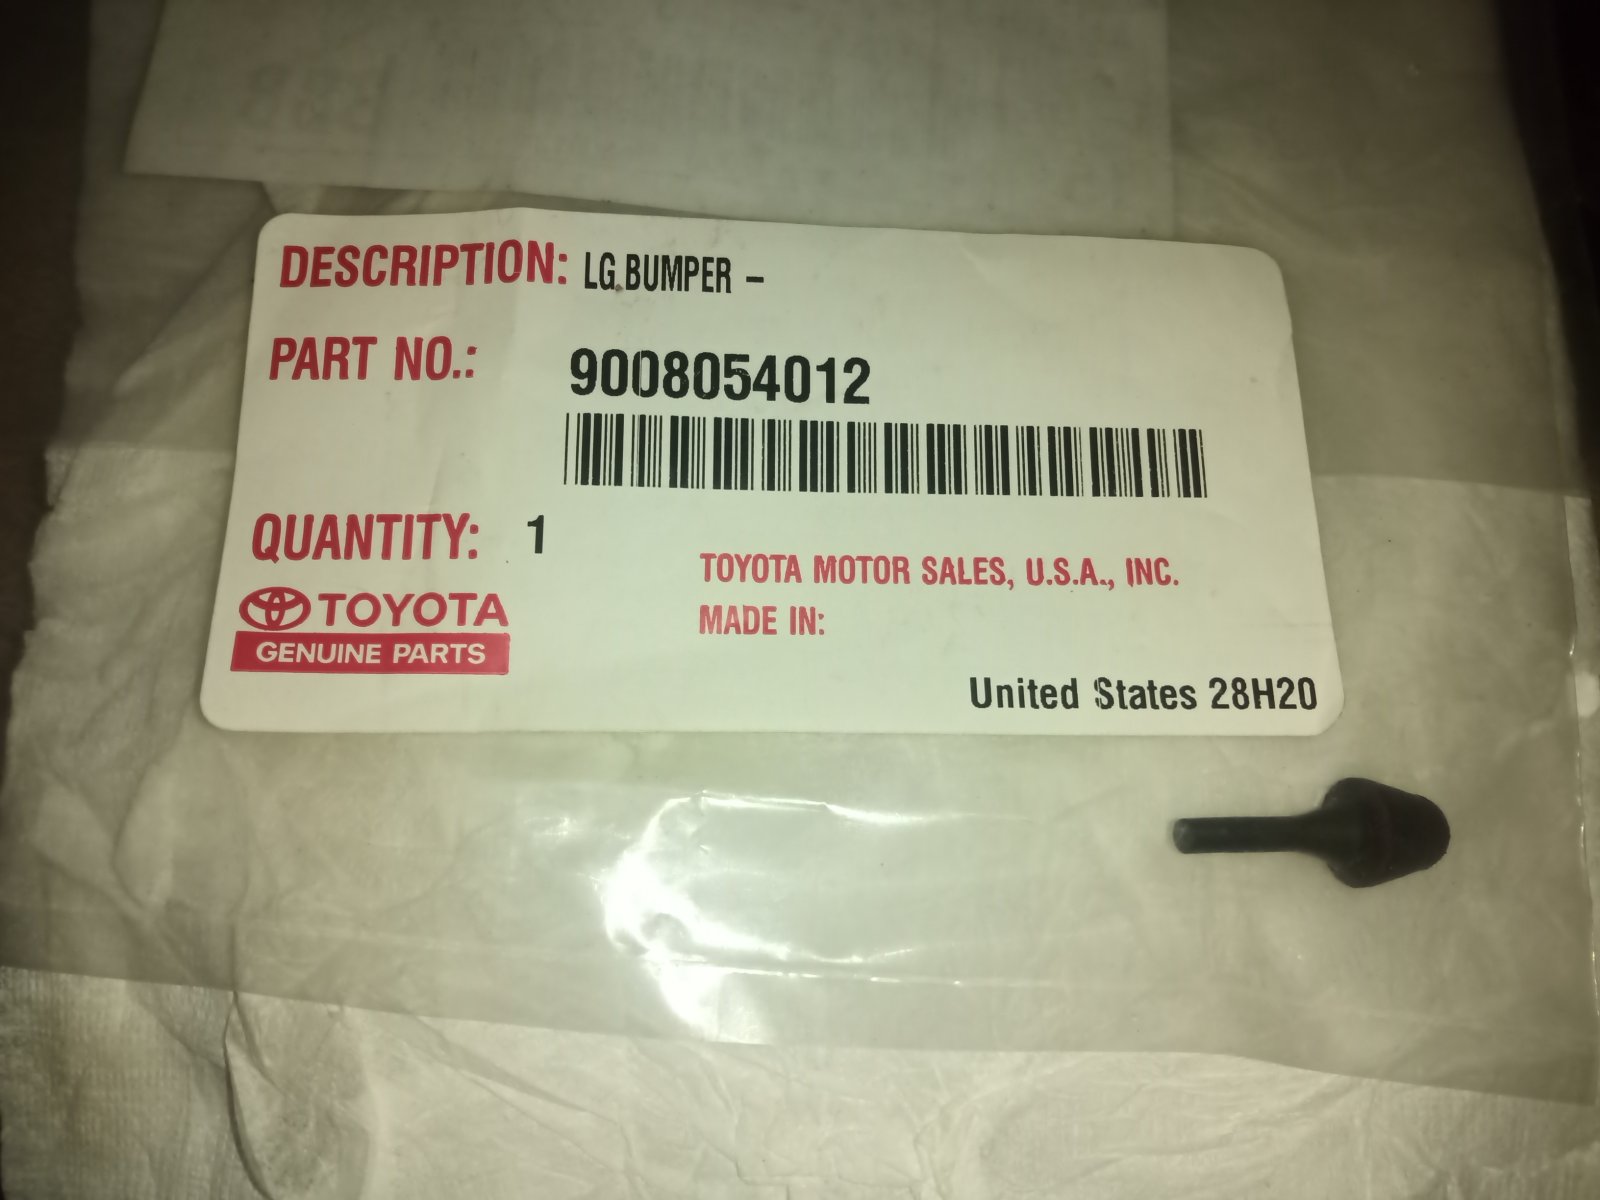 DESCRIPTION: LG.BUMPER –
PART NO.: 9008054012
QUANTITY: 1
TOYOTA MOTOR SALES, U.S.A., INC.
TOYOTA
MADE IN:
GENUINE PARTS
United States 28H20